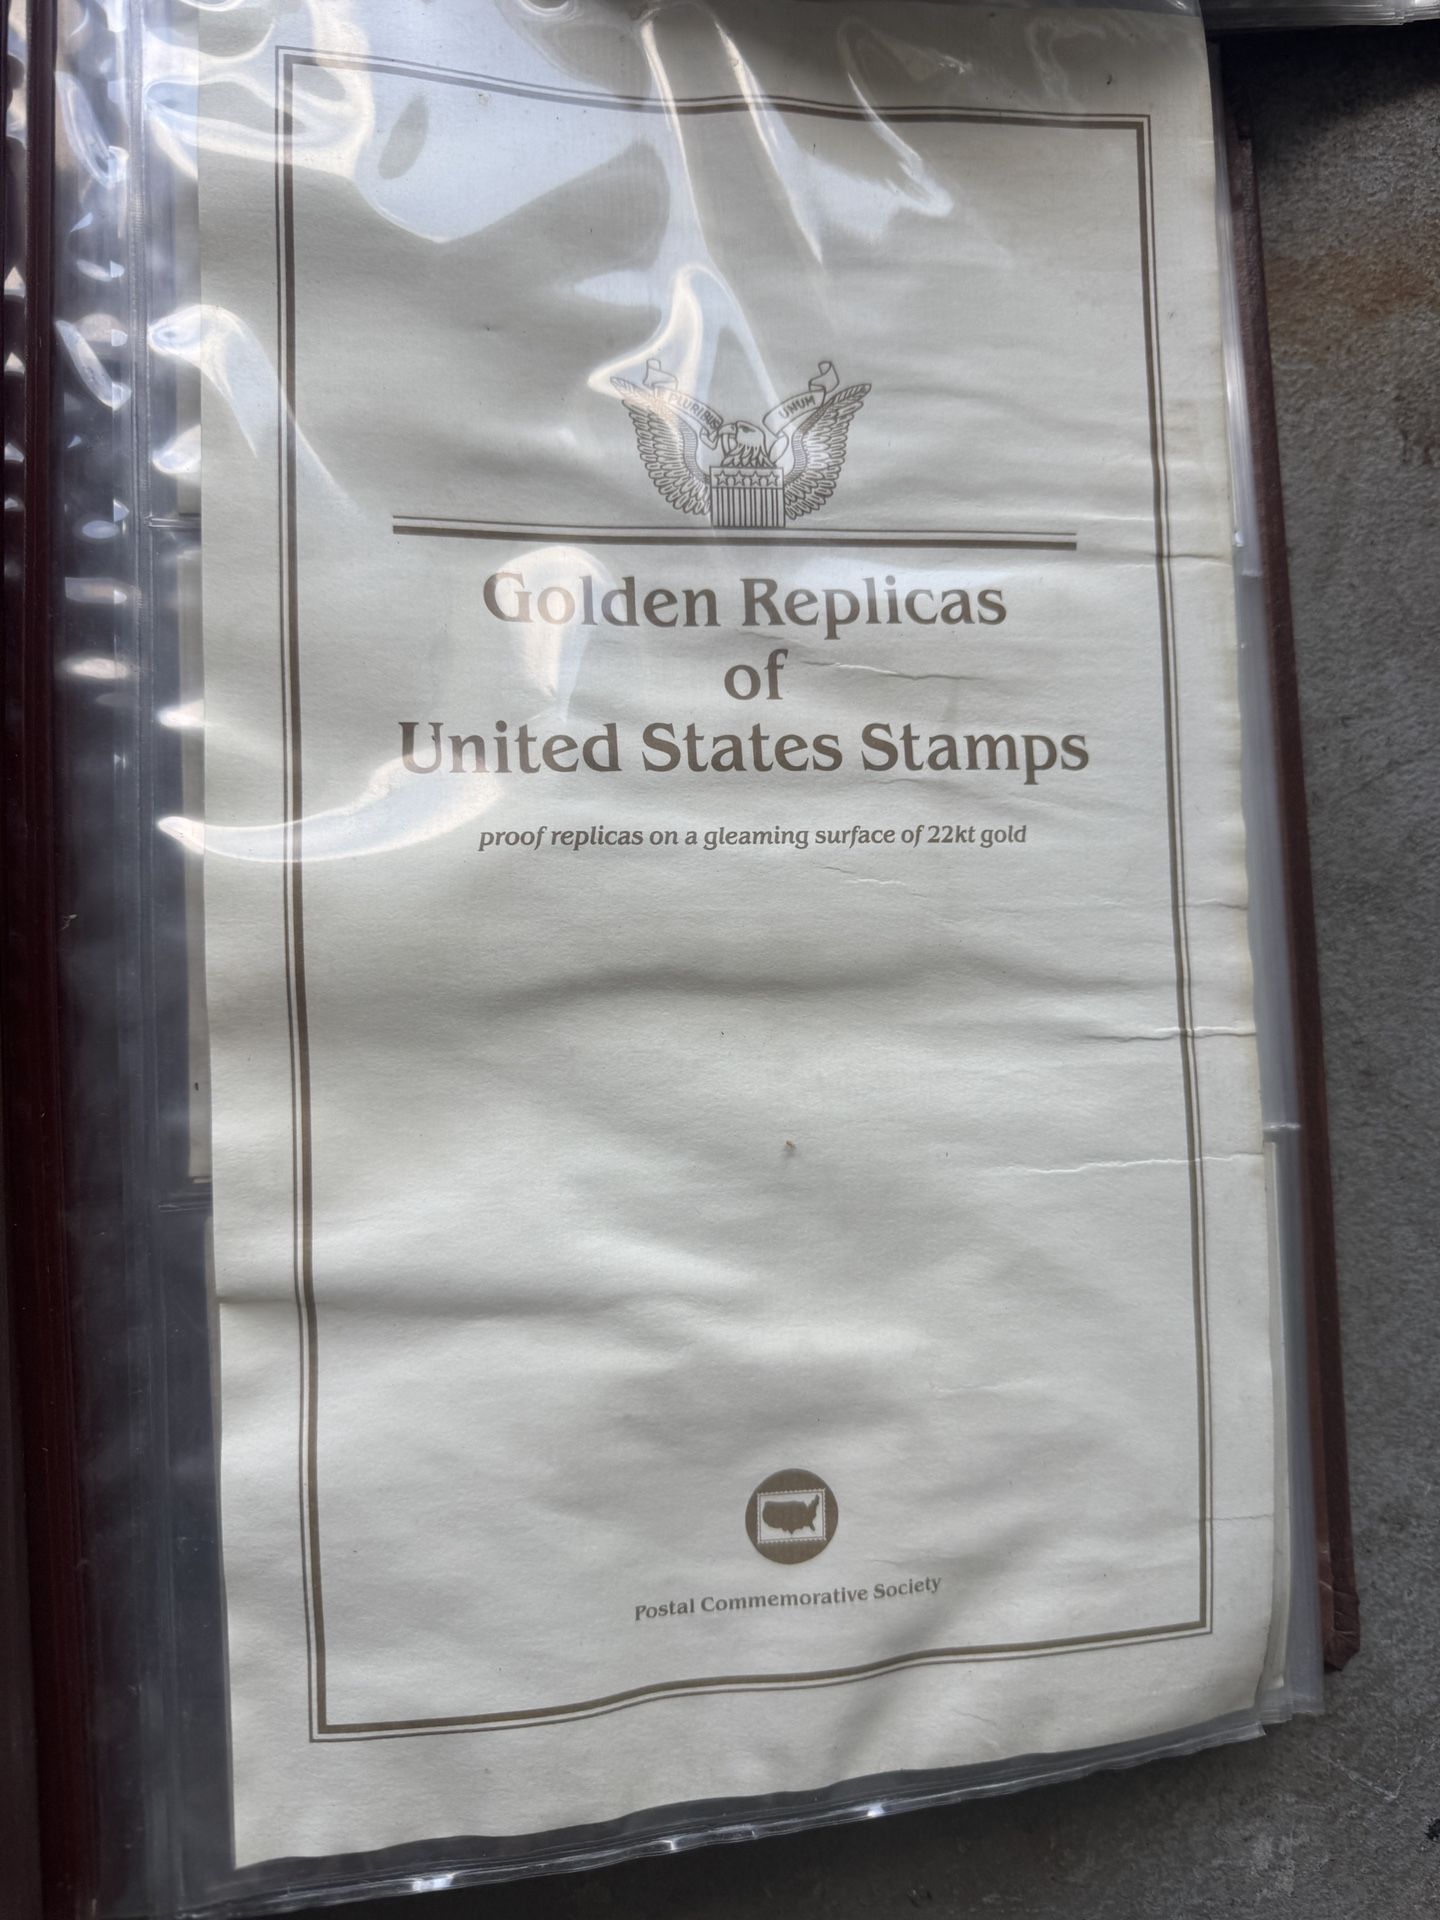 PLURIBUS UNUM
Golden Replicas
of
United States Stamps
proof replicas on a gleaming surface of 22kt gold
Postal Commemorative Society